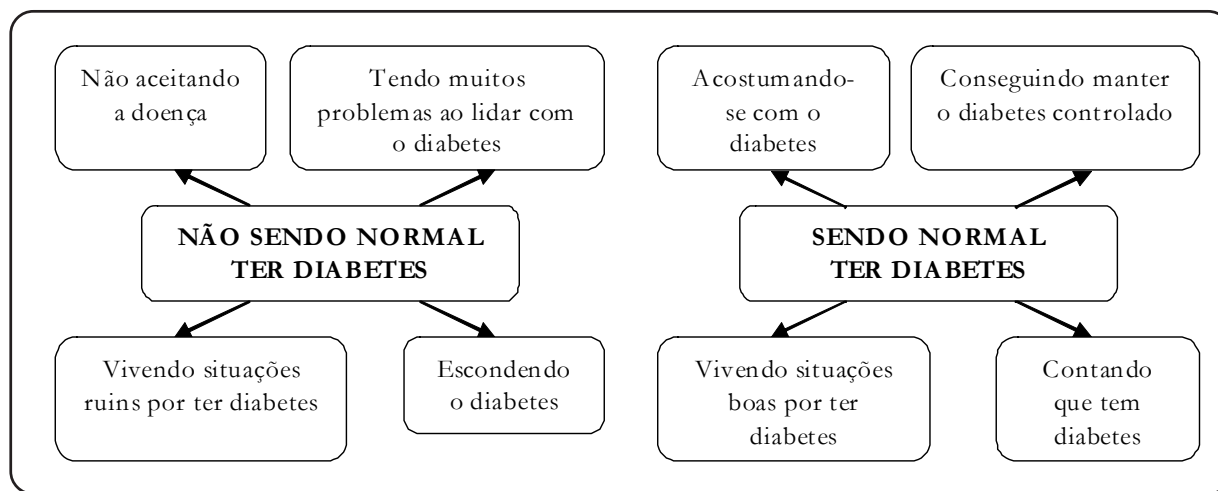 Não aceitando
a doença
Tendo muitos
problemas ao lidar com
o diabetes
NÃO SENDO NORMAL
TER DIABETES
Vivendo situações
ruins por ter diabetes
Escondendo
o diabetes
Acostumando-
se com o
diabetes
Conseguindo manter
o diabetes controlado
SENDO NORMAL
TER DIABETES
Vivendo situações
boas por ter
diabetes
Contando
que tem
diabetes